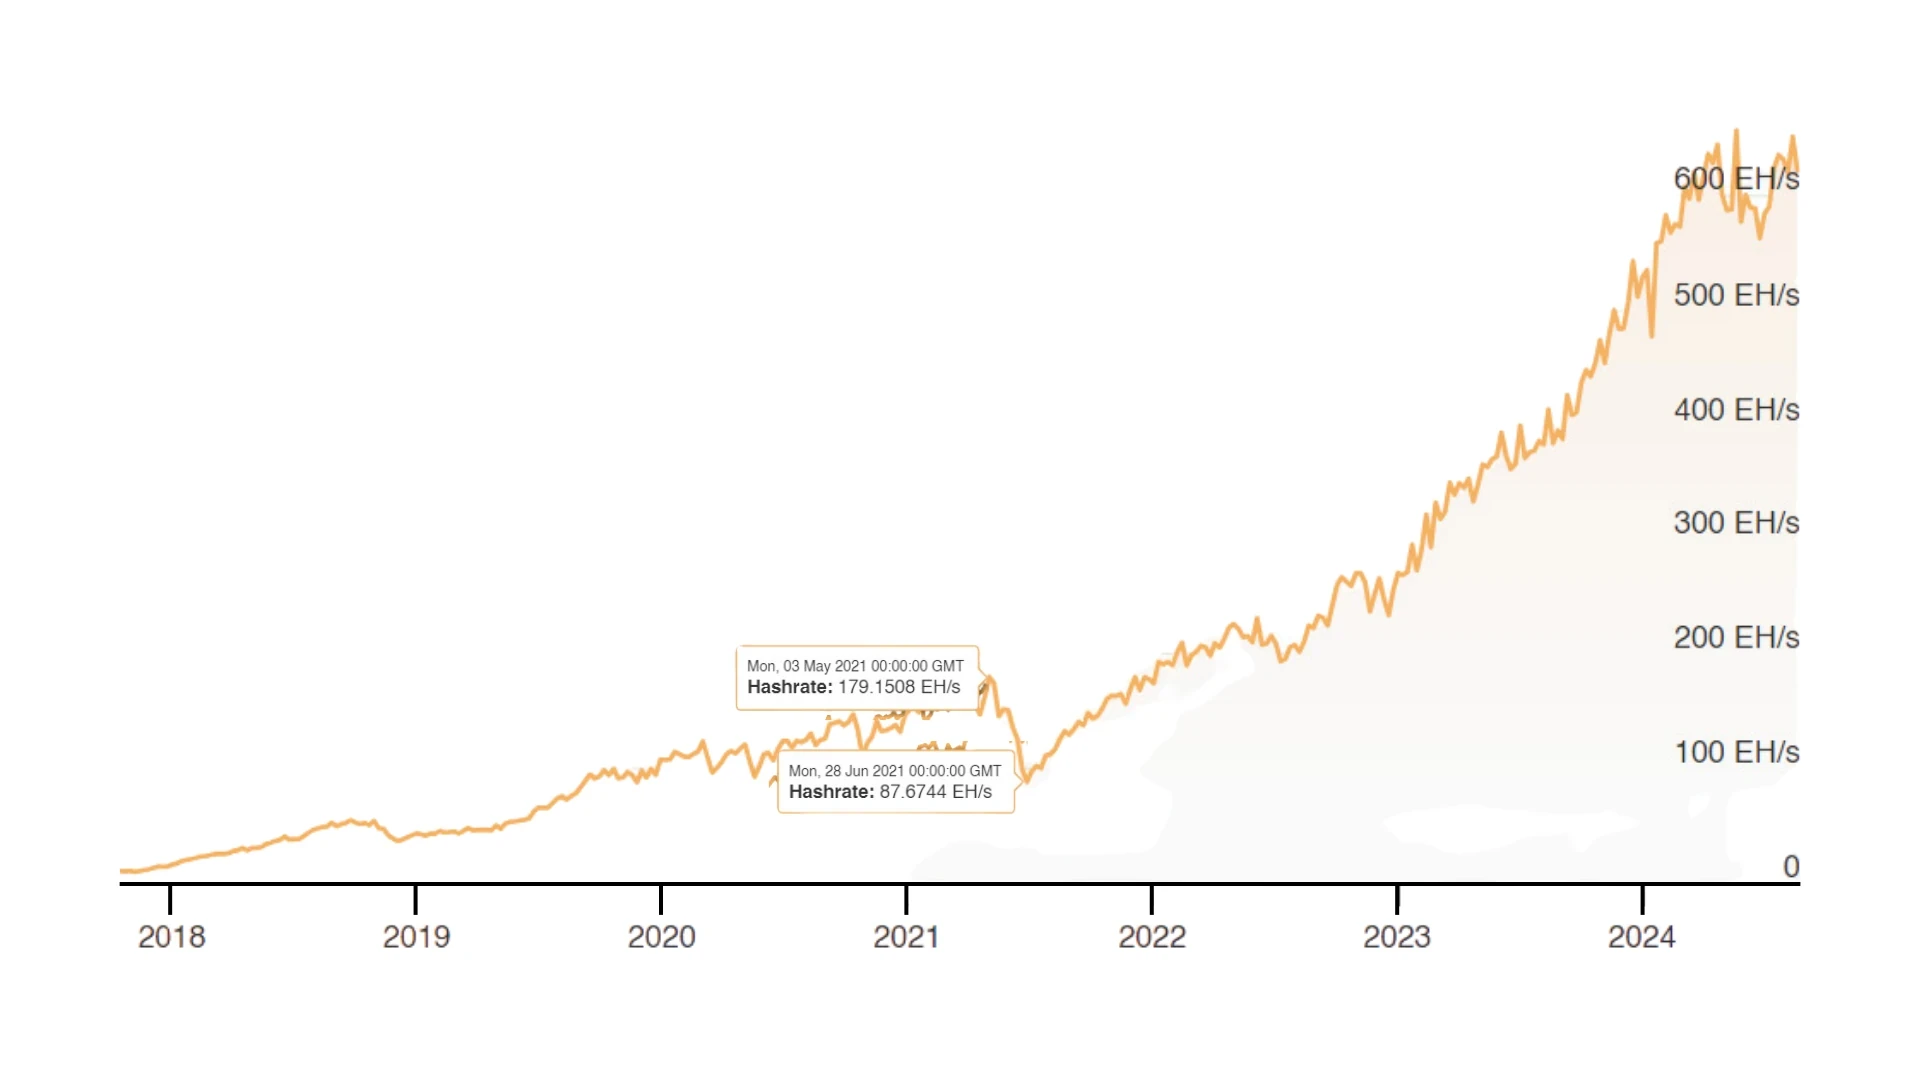 600 EH/s
500 EH/s
400 EH/s
300 EH/s
Mon, 03 May 2021 00:00:00 GMT
Hashrate: 179.1508 EH/s
200 EH/s
100 EH/s
Mon, 28 Jun 2021 00:00:00 GMT
Hashrate: 87.6744 EH/s
0
2018 2019 2020 2021 2022 2023 2024